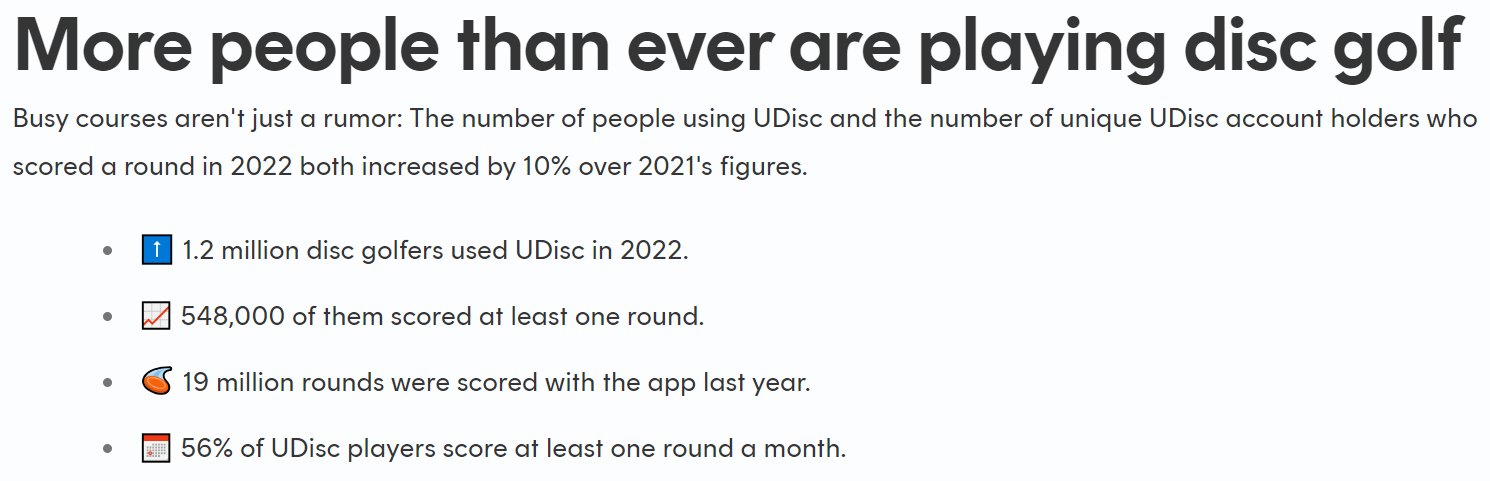 More people than ever are playing disc golf
Busy courses aren't just a rumor: The number of people using UDisc and the number of unique UDisc account holders who
scored a round in 2022 both increased by 10% over 2021's figures.
1.2 million disc golfers used UDisc in 2022.
548,000 of them scored at least one round.
19 million rounds were scored with the app last year.
56% of UDisc players score at least one round a month.